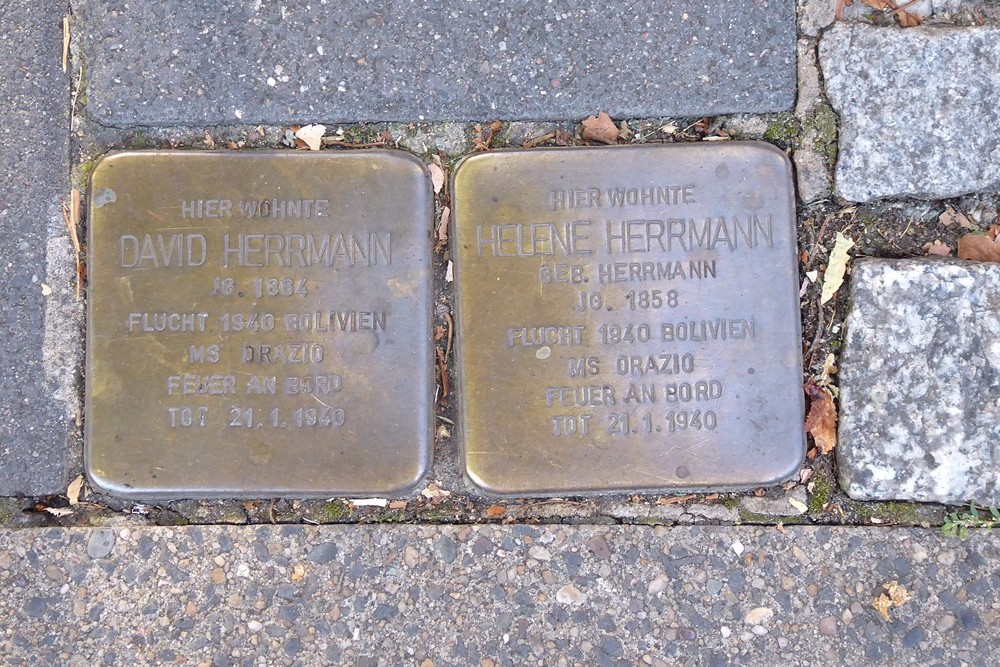 HIER WOHNTE
DAVID HERRMANN
JG. 1884
FLUCHT 1940 BOLIVIEN
MS ORAZIO
FEUER AN BORD
TOT 21.1.1940
HIER WOHNTE
HELENE HERRMANN
GEB. HERRMANN
JG. 1858
FLUCHT 1940 BOLIVIEN
MS ORAZIO
FEUER AN BORD
TOT 21.1.1940